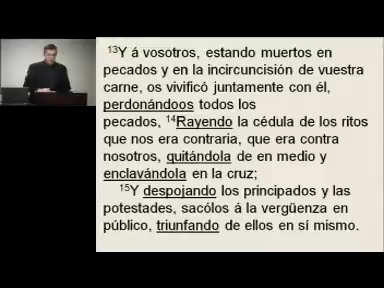 ¹³Y á vosotros, estando muertos en
pecados y en la incircuncisión de vuestra
carne, os vivificó juntamente con él,
perdonándoos todos los
pecados, ¹⁴Rayendo la cédula de los ritos
que nos era contraria, que era contra
nosotros, quitándola de en medio y
enclavándola en la cruz;
¹⁵Y despojando los principados y las
potestades, sacólos á la vergüenza en
público, triunfando de ellos en sí mismo.